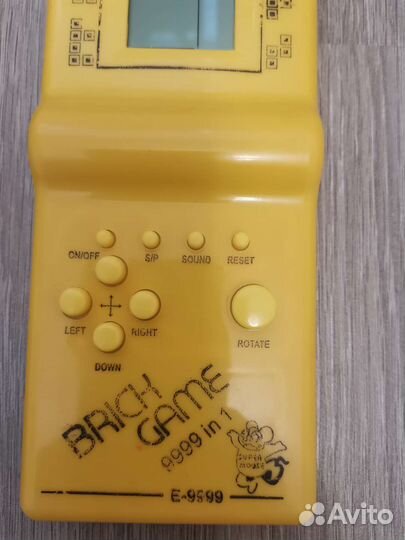 ON/OFF S/P SOUND RESET
LEFT RIGHT ROTATE
DOWN
BRICK
GAME
9999 in 1
SUPER
MOUSE
E-9999
Avito